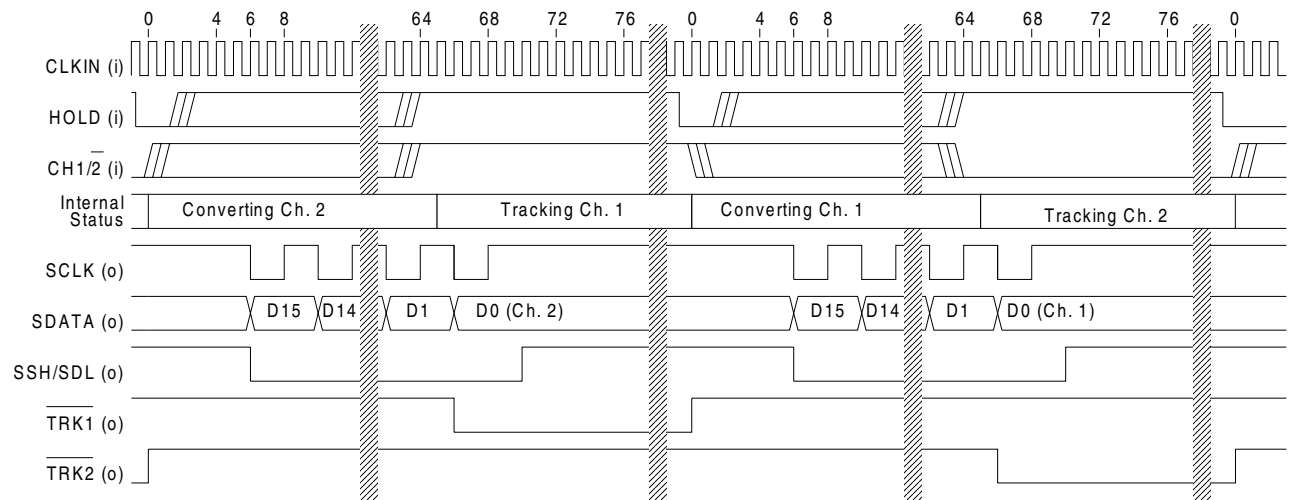 0 4 6 8 64 68 72 76 0 4 6 8 64 68 72 76 0
CLKIN (i)
HOLD (i)
CH1/2 (i)
Internal
Status
Converting Ch. 2 Tracking Ch. 1 Converting Ch. 1 Tracking Ch. 2
SCLK (o)
SDATA (o) D15 D14 D1 D0 (Ch. 2) D15 D14 D1 D0 (Ch. 1)
SSH/SDL (o)
TRK1 (o)
TRK2 (o)